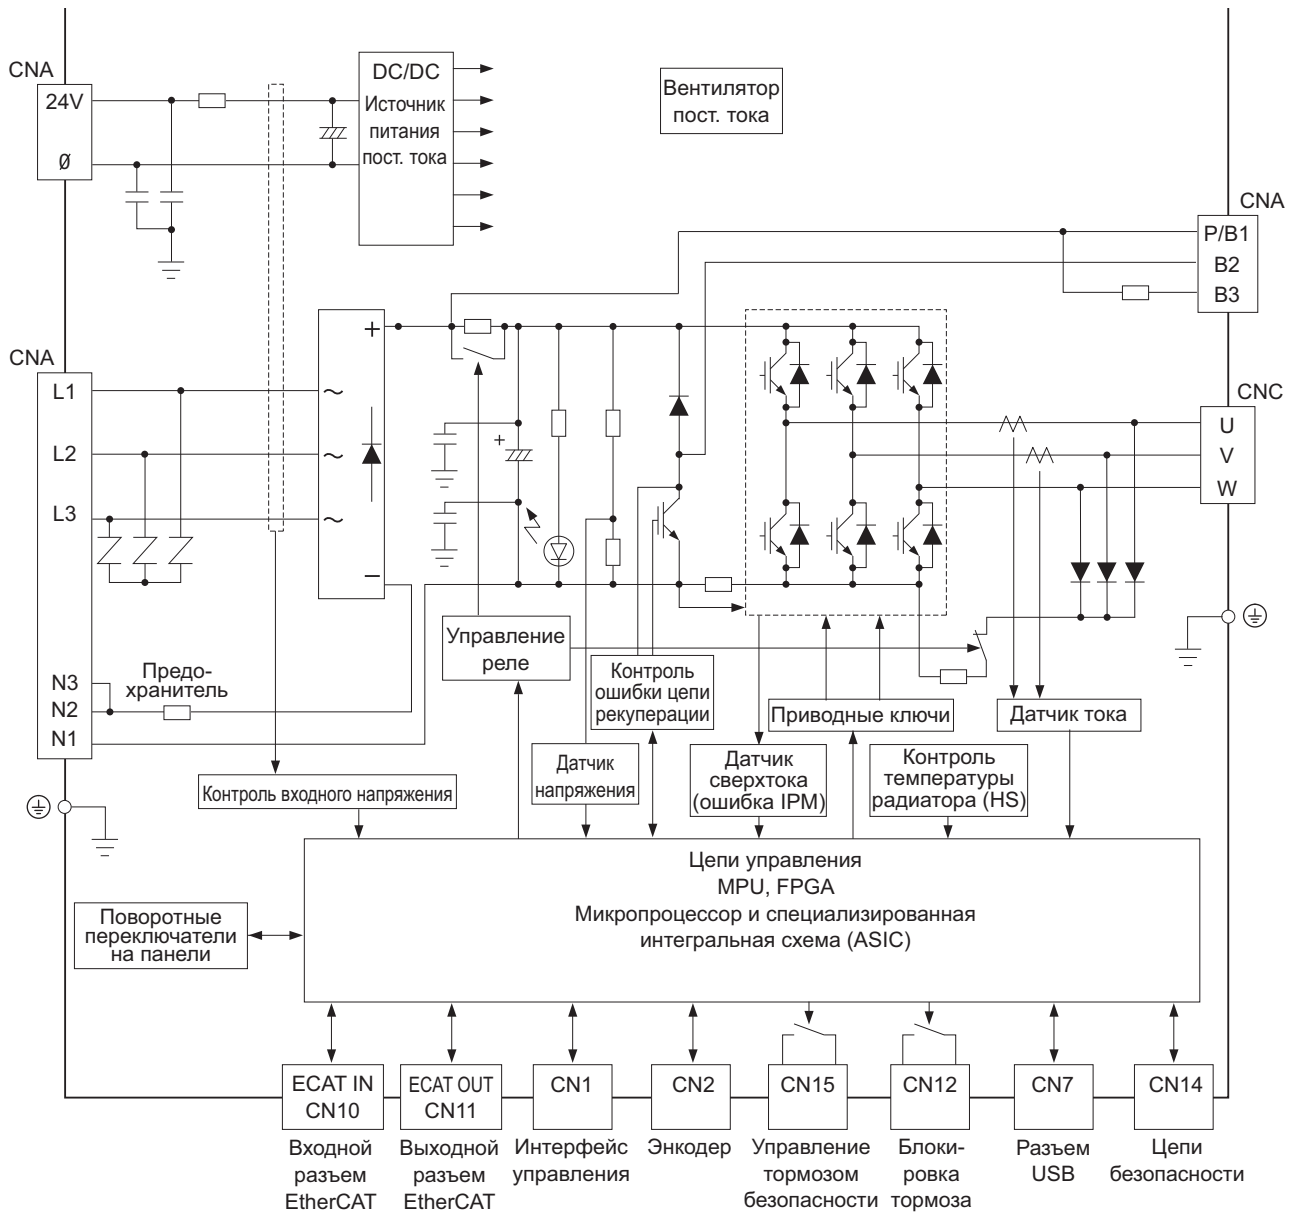 CNA
24V
Ø
DC/DC
Источник
питания
пост. тока
Вентилятор
пост. тока
CNA
P/B1
B2
B3
CNA
L1
L2
L3
+
~
~
~
−
+
CNC
U
V
W
N3
N2
N1
Предо-
хранитель
Управление
реле
Контроль
ошибки цепи
рекуперации
Приводные ключи
Датчик тока
Контроль входного напряжения
Датчик
напряжения
Датчик
сверхтока
(ошибка IPM)
Контроль
температуры
радиатора (HS)
Цепи управления
MPU, FPGA
Микропроцессор и специализированная
интегральная схема (ASIC)
Поворотные
переключатели
на панели
ECAT IN
CN10
ECAT OUT
CN11
CN1
CN2
CN15
CN12
CN7
CN14
Входной
разъем
EtherCAT
Выходной
разъем
EtherCAT
Интерфейс
управления
Энкодер
Управление
тормозом
безопасности
Блоки-
ровка
тормоза
Разъем
USB
Цепи
безопасности